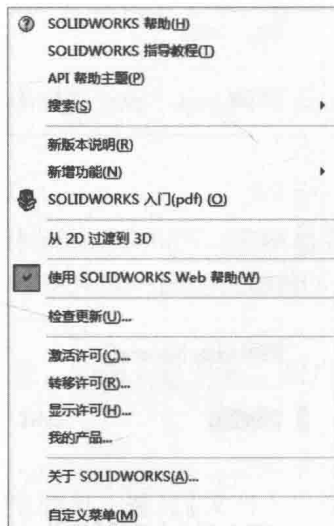 SOLIDWORKS 帮助(H)
SOLIDWORKS 指导教程(T)
API 帮助主题(P)
搜索(S)
新版本说明(R)
新增功能(N)
SOLIDWORKS 入门(pdf) (O)
从 2D 过渡到 3D
使用 SOLIDWORKS Web 帮助(W)
检查更新(U)...
激活许可(C)...
转移许可(R)...
显示许可(H)...
我的产品...
关于 SOLIDWORKS(A)...
自定义菜单(M)